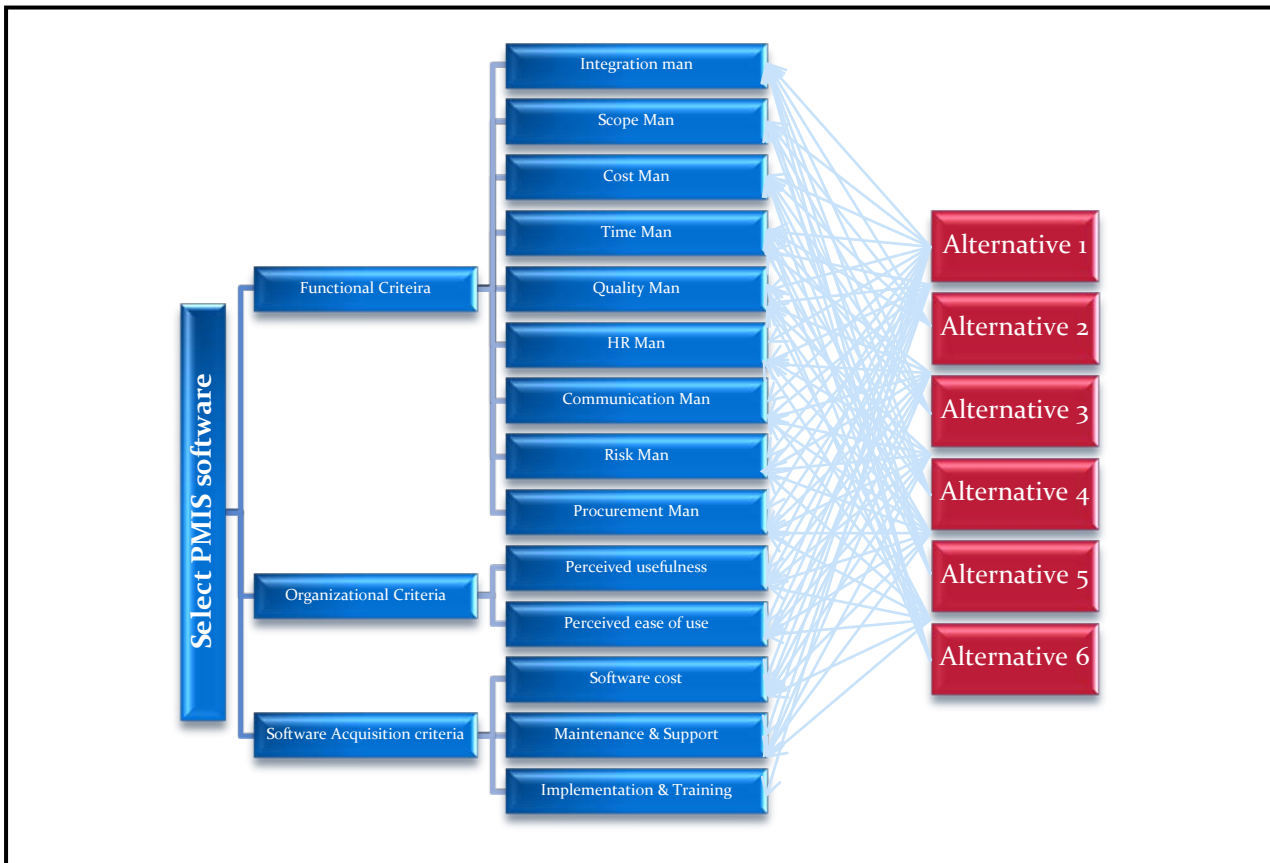 Select PMIS software
Functional Criteira
Organizational Criteria
Software Acquisition criteria
Integration man
Scope Man
Cost Man
Time Man
Quality Man
HR Man
Communication Man
Risk Man
Procurement Man
Perceived usefulness
Perceived ease of use
Software cost
Maintenance & Support
Implementation & Training
Alternative 1
Alternative 2
Alternative 3
Alternative 4
Alternative 5
Alternative 6